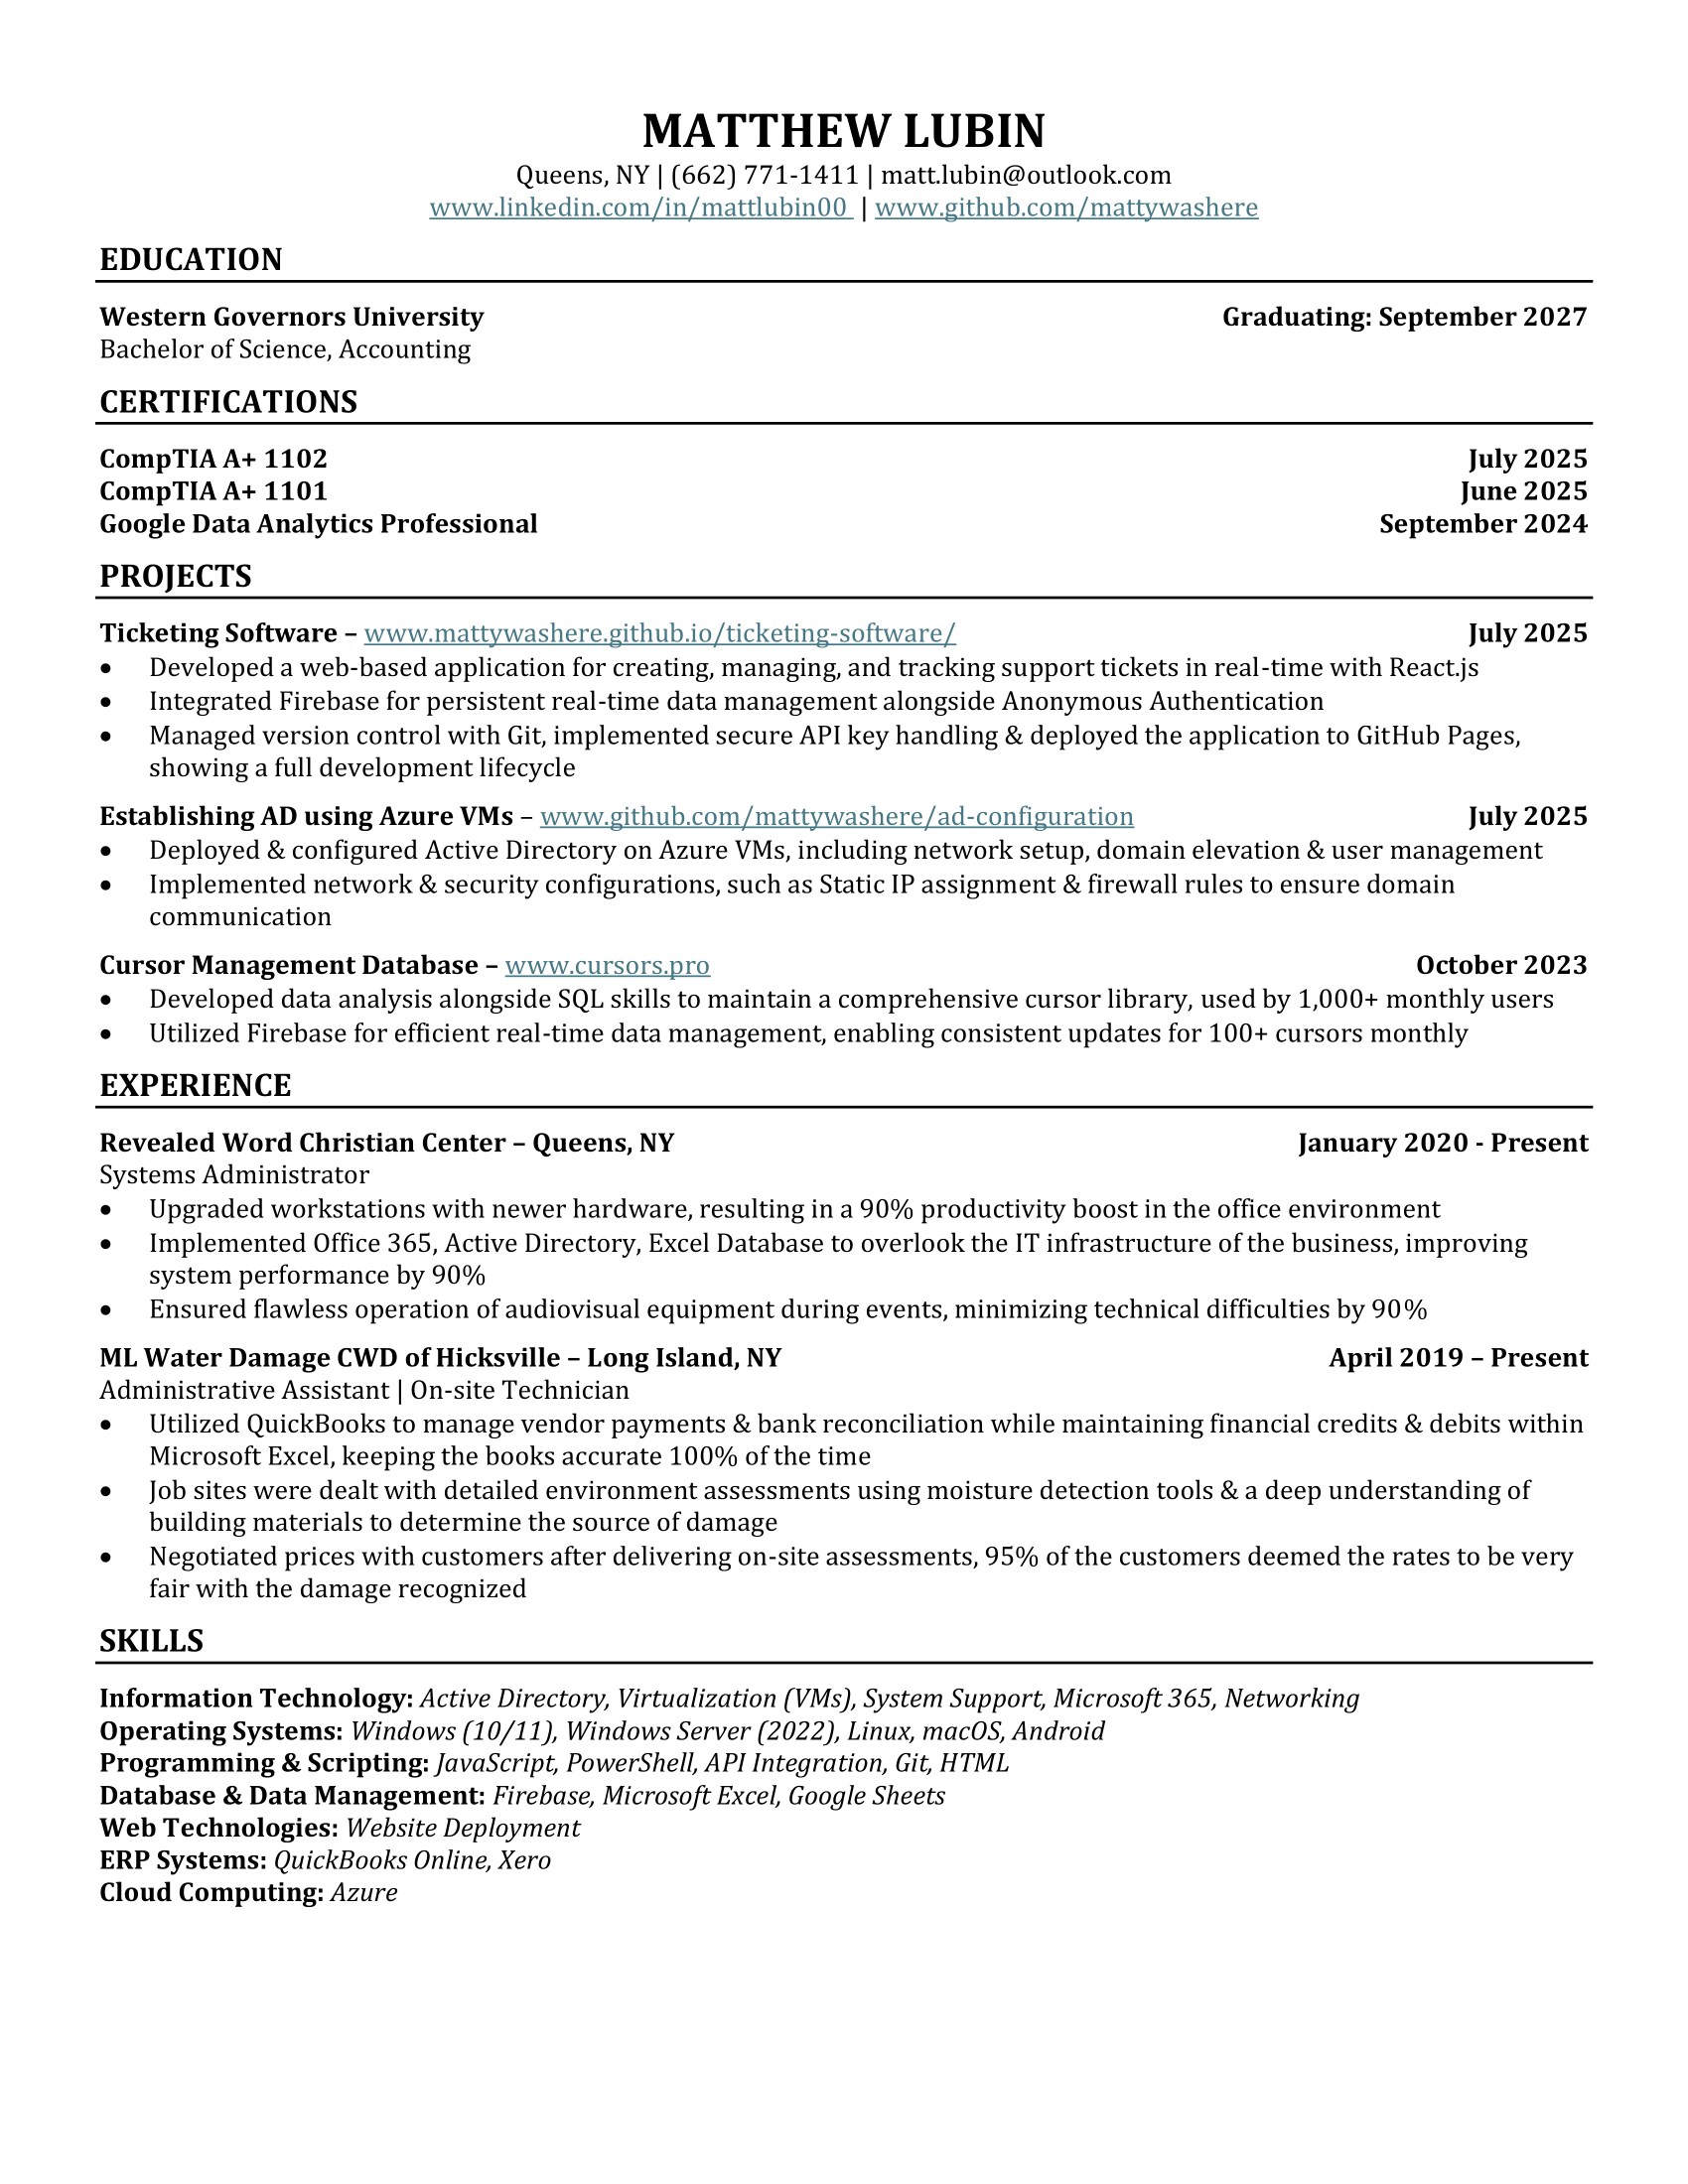 MATTHEW LUBIN
Queens, NY | (662) 771-1411 | matt.lubin@outlook.com
www.linkedin.com/in/mattlubin00 | www.github.com/mattywashere
EDUCATION
Western Governors University Graduating: September 2027
Bachelor of Science, Accounting
CERTIFICATIONS
CompTIA A+ 1102 July 2025
CompTIA A+ 1101 June 2025
Google Data Analytics Professional September 2024
PROJECTS
Ticketing Software – www.mattywashere.github.io/ticketing-software/ July 2025
• Developed a web-based application for creating, managing, and tracking support tickets in real-time with React.js
• Integrated Firebase for persistent real-time data management alongside Anonymous Authentication
• Managed version control with Git, implemented secure API key handling & deployed the application to GitHub Pages,
showing a full development lifecycle
Establishing AD using Azure VMs – www.github.com/mattywashere/ad-configuration July 2025
• Deployed & configured Active Directory on Azure VMs, including network setup, domain elevation & user management
• Implemented network & security configurations, such as Static IP assignment & firewall rules to ensure domain
communication
Cursor Management Database – www.cursors.pro October 2023
• Developed data analysis alongside SQL skills to maintain a comprehensive cursor library, used by 1,000+ monthly users
• Utilized Firebase for efficient real-time data management, enabling consistent updates for 100+ cursors monthly
EXPERIENCE
Revealed Word Christian Center – Queens, NY January 2020 - Present
Systems Administrator
• Upgraded workstations with newer hardware, resulting in a 90% productivity boost in the office environment
• Implemented Office 365, Active Directory, Excel Database to overlook the IT infrastructure of the business, improving
system performance by 90%
• Ensured flawless operation of audiovisual equipment during events, minimizing technical difficulties by 90%
ML Water Damage CWD of Hicksville – Long Island, NY April 2019 – Present
Administrative Assistant | On-site Technician
• Utilized QuickBooks to manage vendor payments & bank reconciliation while maintaining financial credits & debits within
Microsoft Excel, keeping the books accurate 100% of the time
• Job sites were dealt with detailed environment assessments using moisture detection tools & a deep understanding of
building materials to determine the source of damage
• Negotiated prices with customers after delivering on-site assessments, 95% of the customers deemed the rates to be very
fair with the damage recognized
SKILLS
Information Technology: Active Directory, Virtualization (VMs), System Support, Microsoft 365, Networking
Operating Systems: Windows (10/11), Windows Server (2022), Linux, macOS, Android
Programming & Scripting: JavaScript, PowerShell, API Integration, Git, HTML
Database & Data Management: Firebase, Microsoft Excel, Google Sheets
Web Technologies: Website Deployment
ERP Systems: QuickBooks Online, Xero
Cloud Computing: Azure